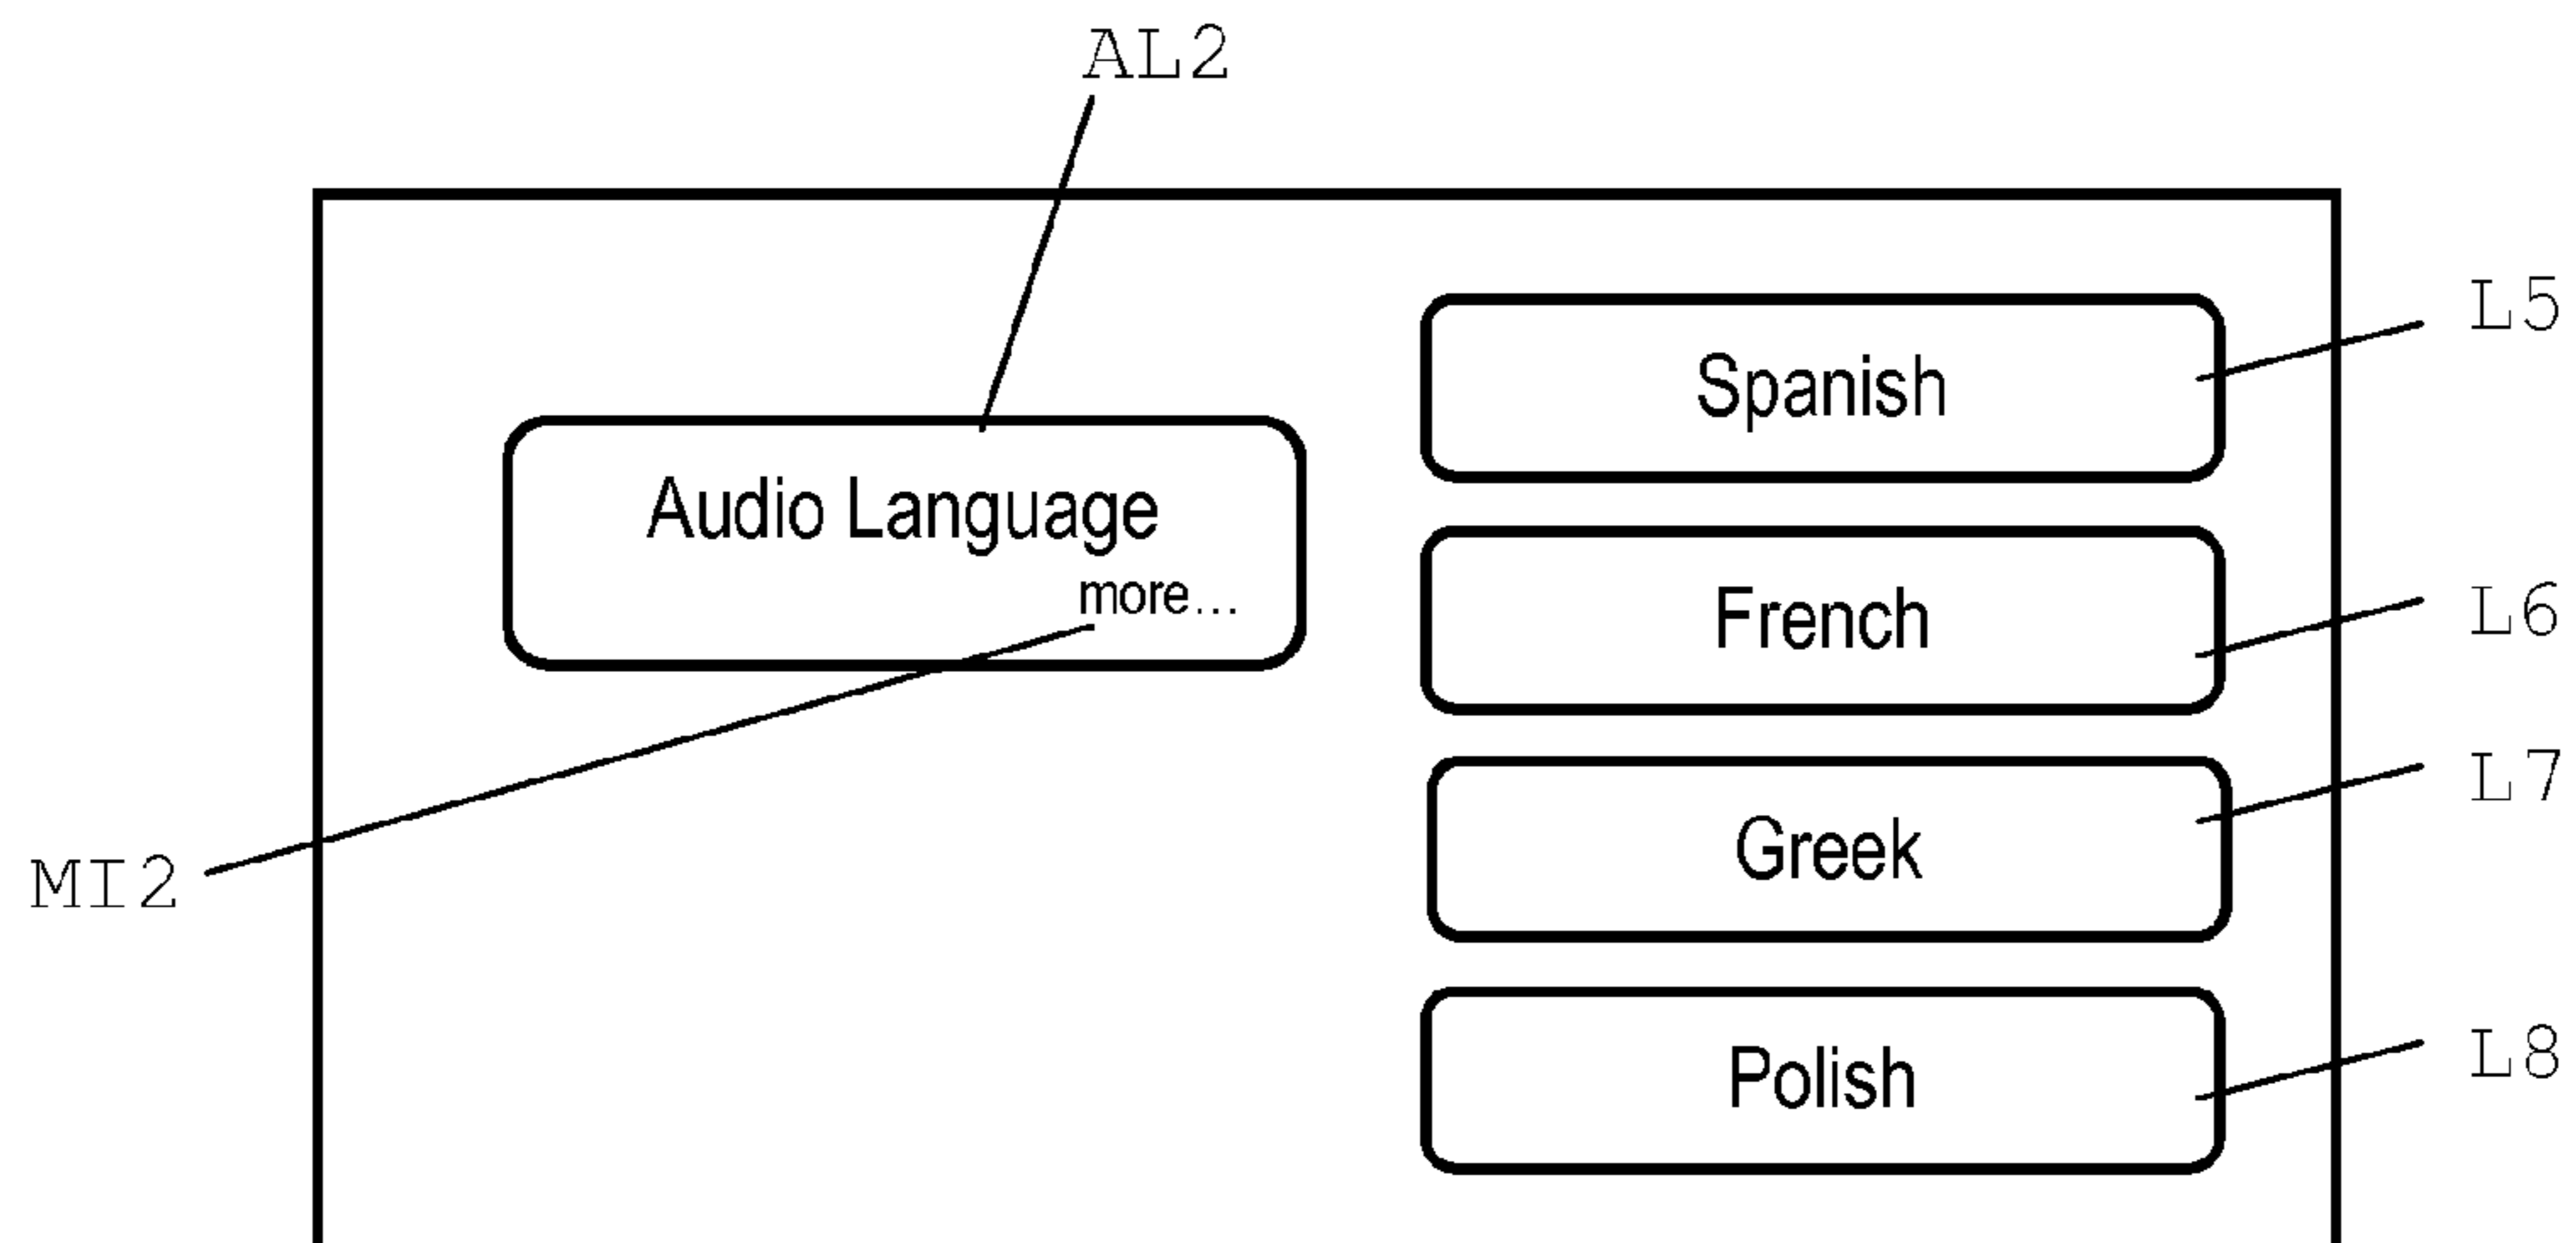 AL2
L5
Spanish
Audio Language
more...
French
L6
L7
Greek
MI2
Polish
L8